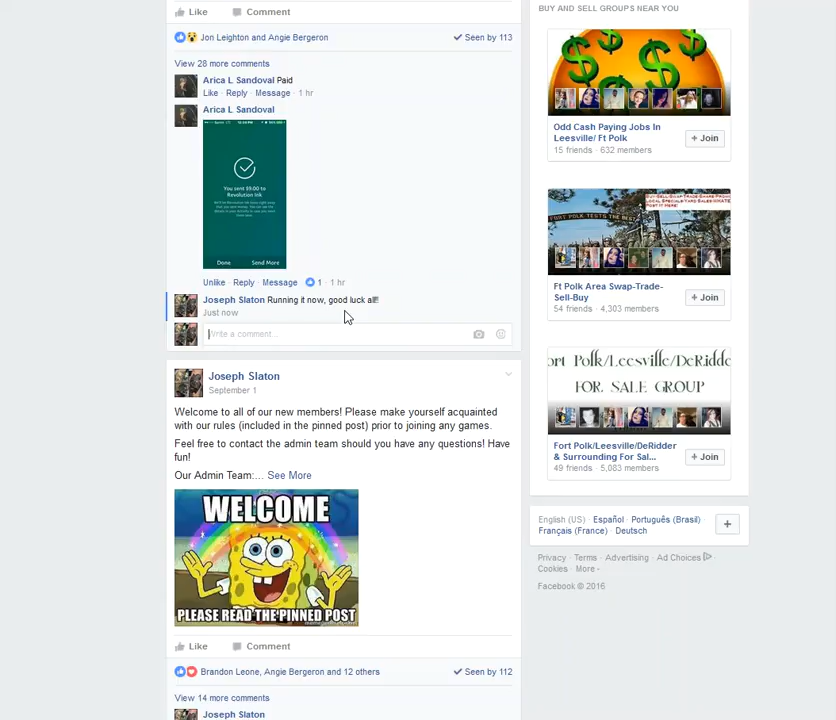 Like Comment
Jon Leighton and Angie Bergeron Seen by 113
View 28 more comments
Arica L Sandoval Paid
Like · Reply · Message · 1 hr
Arica L Sandoval
You sent $9.00 to
Revolution Ink
Done Send More
Unlike · Reply · Message · 1 · 1 hr
Joseph Slaton Running it now, good luck
Just now
Write a comment...
Joseph Slaton
September 1
Welcome to all of our new members! Please make yourself acquainted
with our rules (included in the pinned post) prior to joining any games.
Feel free to contact the admin team should you have any questions! Have
fun!
Our Admin Team:... See More
WELCOME
PLEASE READ THE PINNED POST
Like Comment
Brandon Leone, Angie Bergeron and 12 others Seen by 112
View 14 more comments
Joseph Slaton
BUY AND SELL GROUPS NEAR YOU
Odd Cash Paying Jobs In
Leesville/ Ft Polk
15 friends · 632 members
+ Join
Ft Polk Area Swap-Trade-
Sell-Buy
54 friends · 4,303 members
+ Join
ort Polk/Leesville/DeRidde
FOR SALE GROUP
Fort Polk/Leesville/DeRidder
& Surrounding For Sal...
49 friends · 5,083 members
+ Join
English (US) · Español · Português (Brasil) ·
Français (France) · Deutsch
+
Privacy · Terms · Advertising · Ad Choices ·
Cookies · More
Facebook © 2016